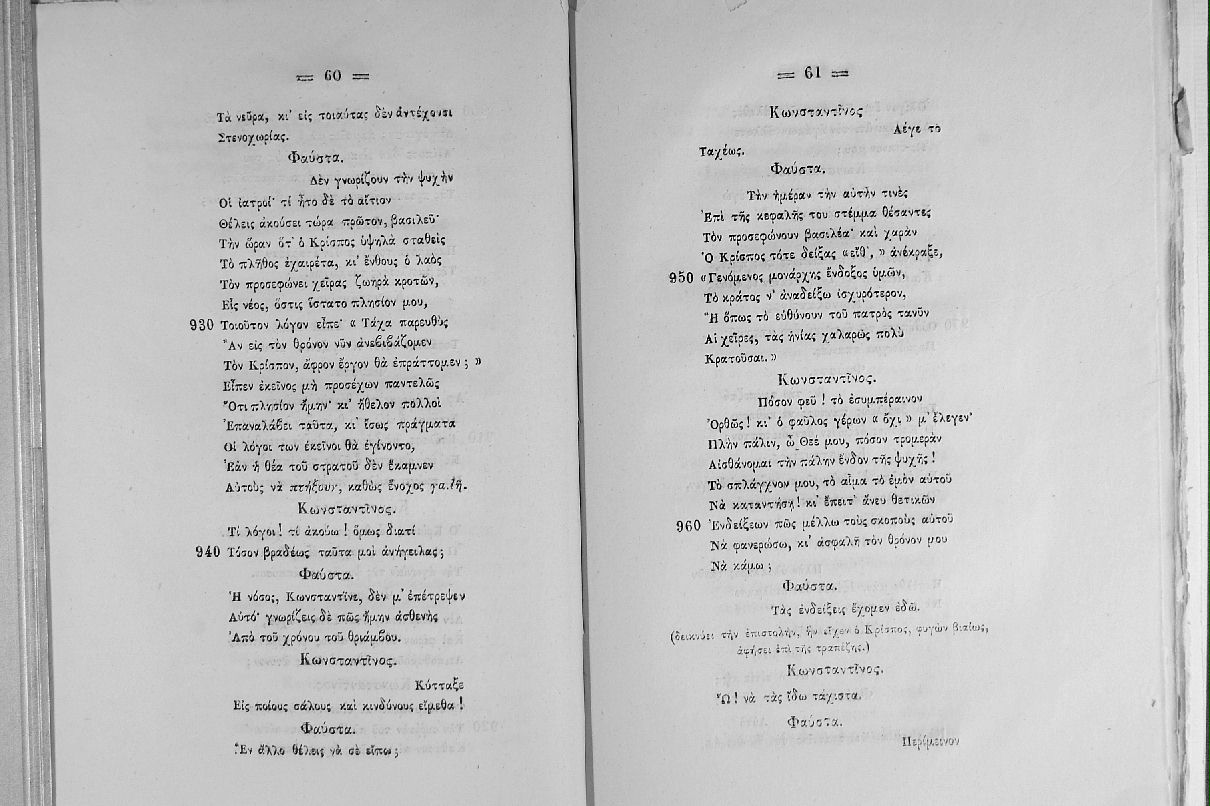 = 60 =
Τὰ νεῦρα, κι' εἰς τοιαύτας δὲν ἀντέχουσι
Στενοχωρίας.
Φαύστα.
Δὲν γνωρίζουν τὴν ψυχὴν
Οἱ ἰατροί· τί ἦτο δὲ τὸ αἴτιον
Θέλεις ἀκούσει τώρα πρῶτον, βασιλεῦ·
Τὴν ὥραν ὅτ' ὁ Κρίσπος ὑψηλὰ σταθεὶς
Τὸ πλῆθος ἐχαιρέτα, κι' ἔνθους ὁ λαὸς
Τὸν προσεφώνει χεῖρας ζωηρὰ κροτῶν,
Εἷς νέος, ὅστις ἵστατο πλησίον μου,
930 Τοιοῦτον λόγον εἶπε· « Τάχα παρευθὺς
Ἂν εἰς τὸν θρόνον νῦν ἀνεβιβάζομεν
Τὸν Κρίσπον, ἄφρον ἔργον θὰ ἐπράττομεν ; »
Εἶπεν ἐκεῖνος μὴ προσέχων παντελῶς
Ὅτι πλησίον ἤμην· κι' ἤθελον πολλοὶ
Ἐπαναλάβει ταῦτα, κι' ἴσως πράγματα
Οἱ λόγοι των ἐκεῖνοι θὰ ἐγίνοντο,
Ἐὰν ἡ θέα τοῦ στρατοῦ δὲν ἔκαμνεν
Αὐτοὺς νὰ πτήξουν, καθὼς ἔνοχος γαλῆ.
Κωνσταντῖνος.
Τί λόγοι ! τί ἀκούω ! ὅμως διατί
940 Τόσον βραδέως ταῦτα μοὶ ἀνήγγειλας ;
Φαύστα.
Ἡ νόσος, Κωνσταντῖνε, δὲν μ' ἐπέτρεψεν
Αὐτό· γνωρίζεις δὲ πῶς ἤμην ἀσθενὴς
Ἀπὸ τοῦ χρόνου τοῦ θριάμβου.
Κωνσταντῖνος.
Κύτταξε
Εἰς ποίους σάλους καὶ κινδύνους εἴμεθα !
Φαύστα.
Ἓν ἄλλο θέλεις νὰ σὲ εἴπω ;
= 61 =
Κωνσταντῖνος
Λέγε το
Ταχέως.
Φαύστα.
Τὴν ἡμέραν τὴν αὐτὴν τινὲς
Ἐπὶ τῆς κεφαλῆς του στέμμα θέσαντες
Τὸν προσεφώνουν βασιλέα· καὶ χαρὰν
Ὁ Κρίσπος τότε δείξας «εἴθ', » ἀνέκραξε,
950 «Γενόμενος μονάρχης ἔνδοξος ὑμῶν,
Τὸ κράτος ν' ἀναδείξω ἰσχυρότερον,
Ἢ ὅπως τὸ εὐθύνουν τοῦ πατρὸς τανῦν
Αἱ χεῖρες, τὰς ἡνίας χαλαρῶς πολὺ
Κρατοῦσαι. »
Κωνσταντῖνος.
Πόσον φεῦ ! τὸ ἐσυμπέραινον
Ὀρθῶς ! κι' ὁ φαῦλος γέρων « ὄχι » μ' ἔλεγεν·
Πλὴν πάλιν, ὦ Θεέ μου, πόσον τρομερὰν
Αἰσθάνομαι τὴν πάλην ἔνδον τῆς ψυχῆς !
Τὸ σπλάγχνον μου, τὸ αἷμα τὸ ἐμὸν αὐτοῦ
Νὰ καταντήσῃ ! κι' ἔπειτ' ἄνευ θετικῶν
960 Ἐνδείξεων πῶς μέλλω τοὺς σκοποὺς αὐτοῦ
Νὰ φανερώσω, κι' ἀσφαλῆ τὸν θρόνον μου
Νὰ κάμω ;
Φαύστα.
Τὰς ἐνδείξεις ἔχομεν ἐδῶ.
(δεικνύει τὴν ἐπιστολὴν, ἣν εἶχεν ὁ Κρίσπος, φυγὼν βιαίως,
ἀφήσει ἐπὶ τῆς τραπέζης.)
Κωνσταντῖνος.
Ὢ ! νὰ τὰς ἴδω τάχιστα.
Φαύστα.
Περίμεινον